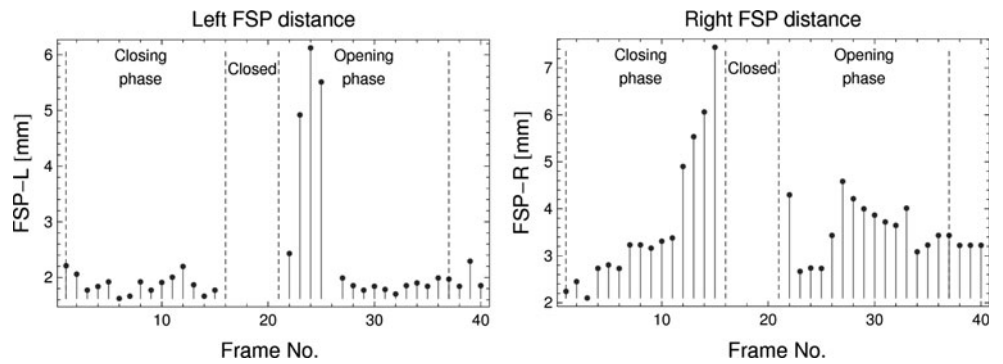 Left FSP distance
Closing
phase
Closed
Opening
phase
FSP-L [mm]
6
5
4
3
2
0
10
20
30
40
Frame No.
Right FSP distance
Closing
phase
Closed
Opening
phase
FSP-R [mm]
7
6
5
4
3
2
0
10
20
30
40
Frame No.